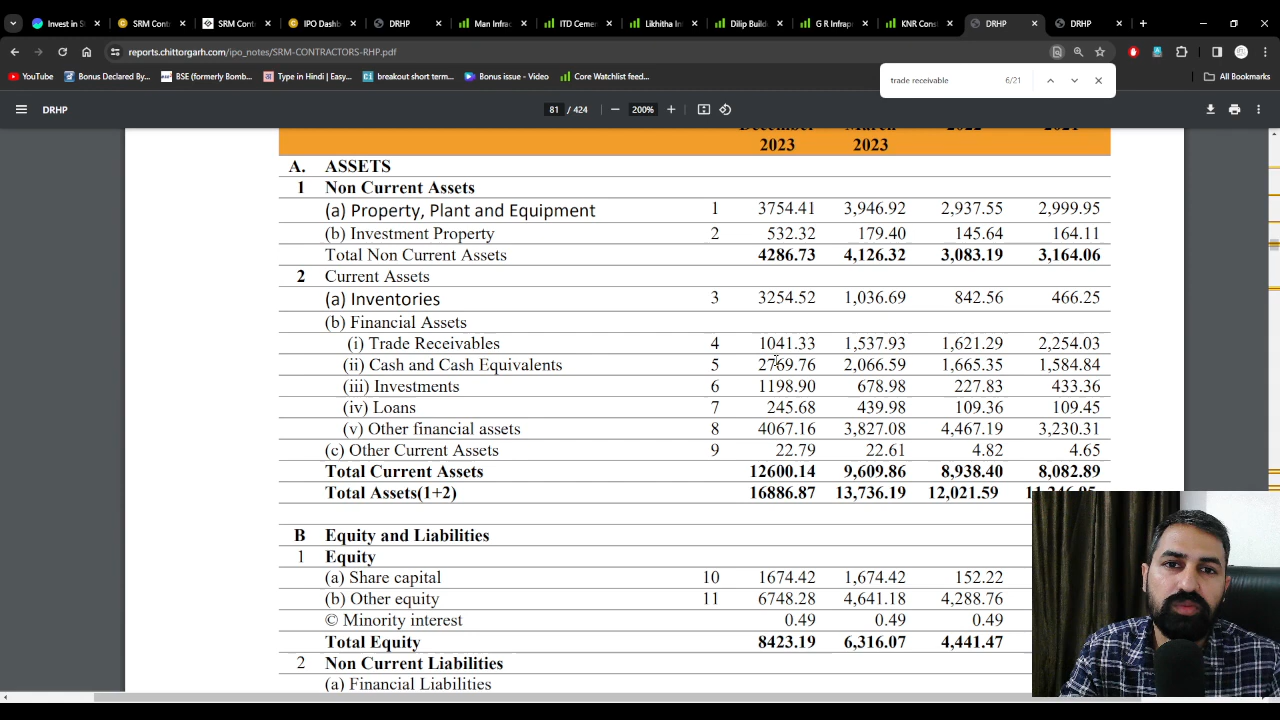 Invest in S
SRM Contr
SRM Cont
IPO Dashb
DRHP
Man Infrac
ITD Cemen
Likhitha In
Dilip Build
G R Infrap
KNR Cons
DRHP
DRHP
reports.chittorgarh.com/ipo_notes/SRM-CONTRACTORS-RHP.pdf
YouTube
Bonus Declared By...
BSE (formerly Bomb...
Type in Hindi | Easy...
breakout short term...
Bonus issue - Video
Core Watchlist feed...
All Bookmarks
trade receivable 6/21
DRHP 81 / 424 200%
December March 2022 2021
2023 2023
A. ASSETS
1 Non Current Assets
(a) Property, Plant and Equipment 1 3754.41 3,946.92 2,937.55 2,999.95
(b) Investment Property 2 532.32 179.40 145.64 164.11
Total Non Current Assets 4286.73 4,126.32 3,083.19 3,164.06
2 Current Assets
(a) Inventories 3 3254.52 1,036.69 842.56 466.25
(b) Financial Assets
(i) Trade Receivables 4 1041.33 1,537.93 1,621.29 2,254.03
(ii) Cash and Cash Equivalents 5 2769.76 2,066.59 1,665.35 1,584.84
(iii) Investments 6 1198.90 678.98 227.83 433.36
(iv) Loans 7 245.68 439.98 109.36 109.45
(v) Other financial assets 8 4067.16 3,827.08 4,467.19 3,230.31
(c) Other Current Assets 9 22.79 22.61 4.82 4.65
Total Current Assets 12600.14 9,609.86 8,938.40 8,082.89
Total Assets(1+2) 16886.87 13,736.19 12,021.59
B Equity and Liabilities
1 Equity
(a) Share capital 10 1674.42 1,674.42 152.22
(b) Other equity 11 6748.28 4,641.18 4,288.76
© Minority interest 0.49 0.49 0.49
Total Equity 8423.19 6,316.07 4,441.47
2 Non Current Liabilities
(a) Financial Liabilities